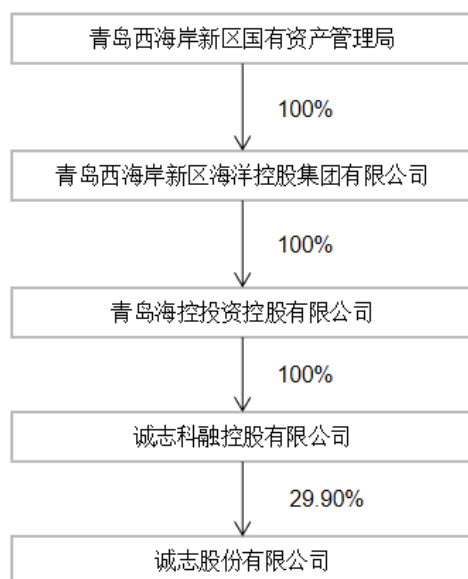 青岛西海岸新区国有资产管理局
100%
青岛西海岸新区海洋控股集团有限公司
100%
青岛海控投资控股有限公司
100%
诚志科融控股有限公司
29.90%
诚志股份有限公司